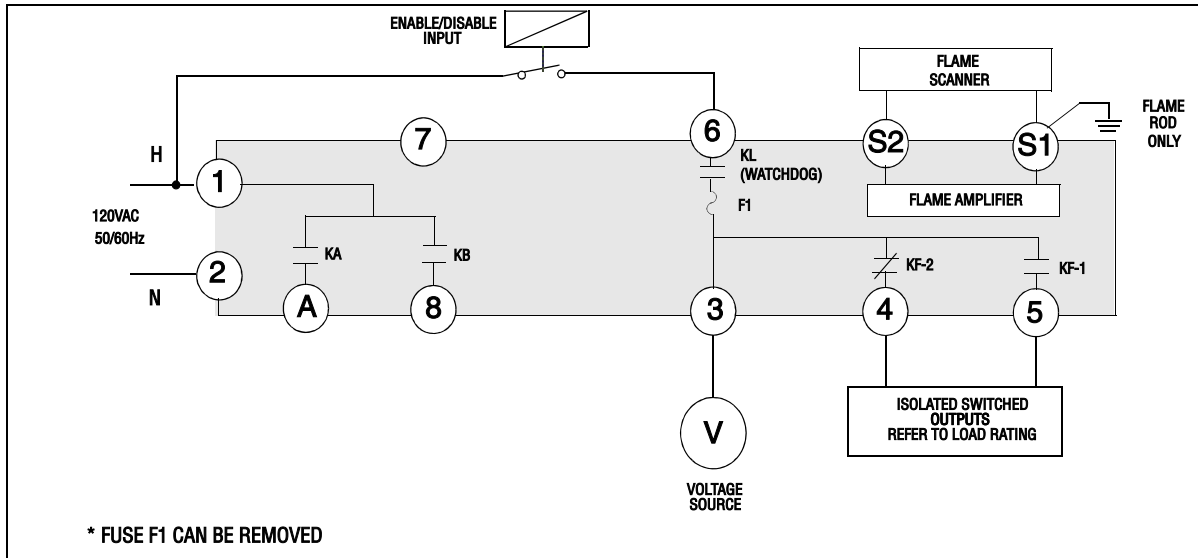 ENABLE/DISABLE
INPUT
FLAME
SCANNER
FLAME
ROD
ONLY
H
7
6
S2
S1
KL
(WATCHDOG)
1
F1
FLAME AMPLIFIER
120VAC
50/60Hz
KA
KB
KF-2
KF-1
2
N
A
8
3
4
5
V
ISOLATED SWITCHED
OUTPUTS
REFER TO LOAD RATING
VOLTAGE
SOURCE
* FUSE F1 CAN BE REMOVED